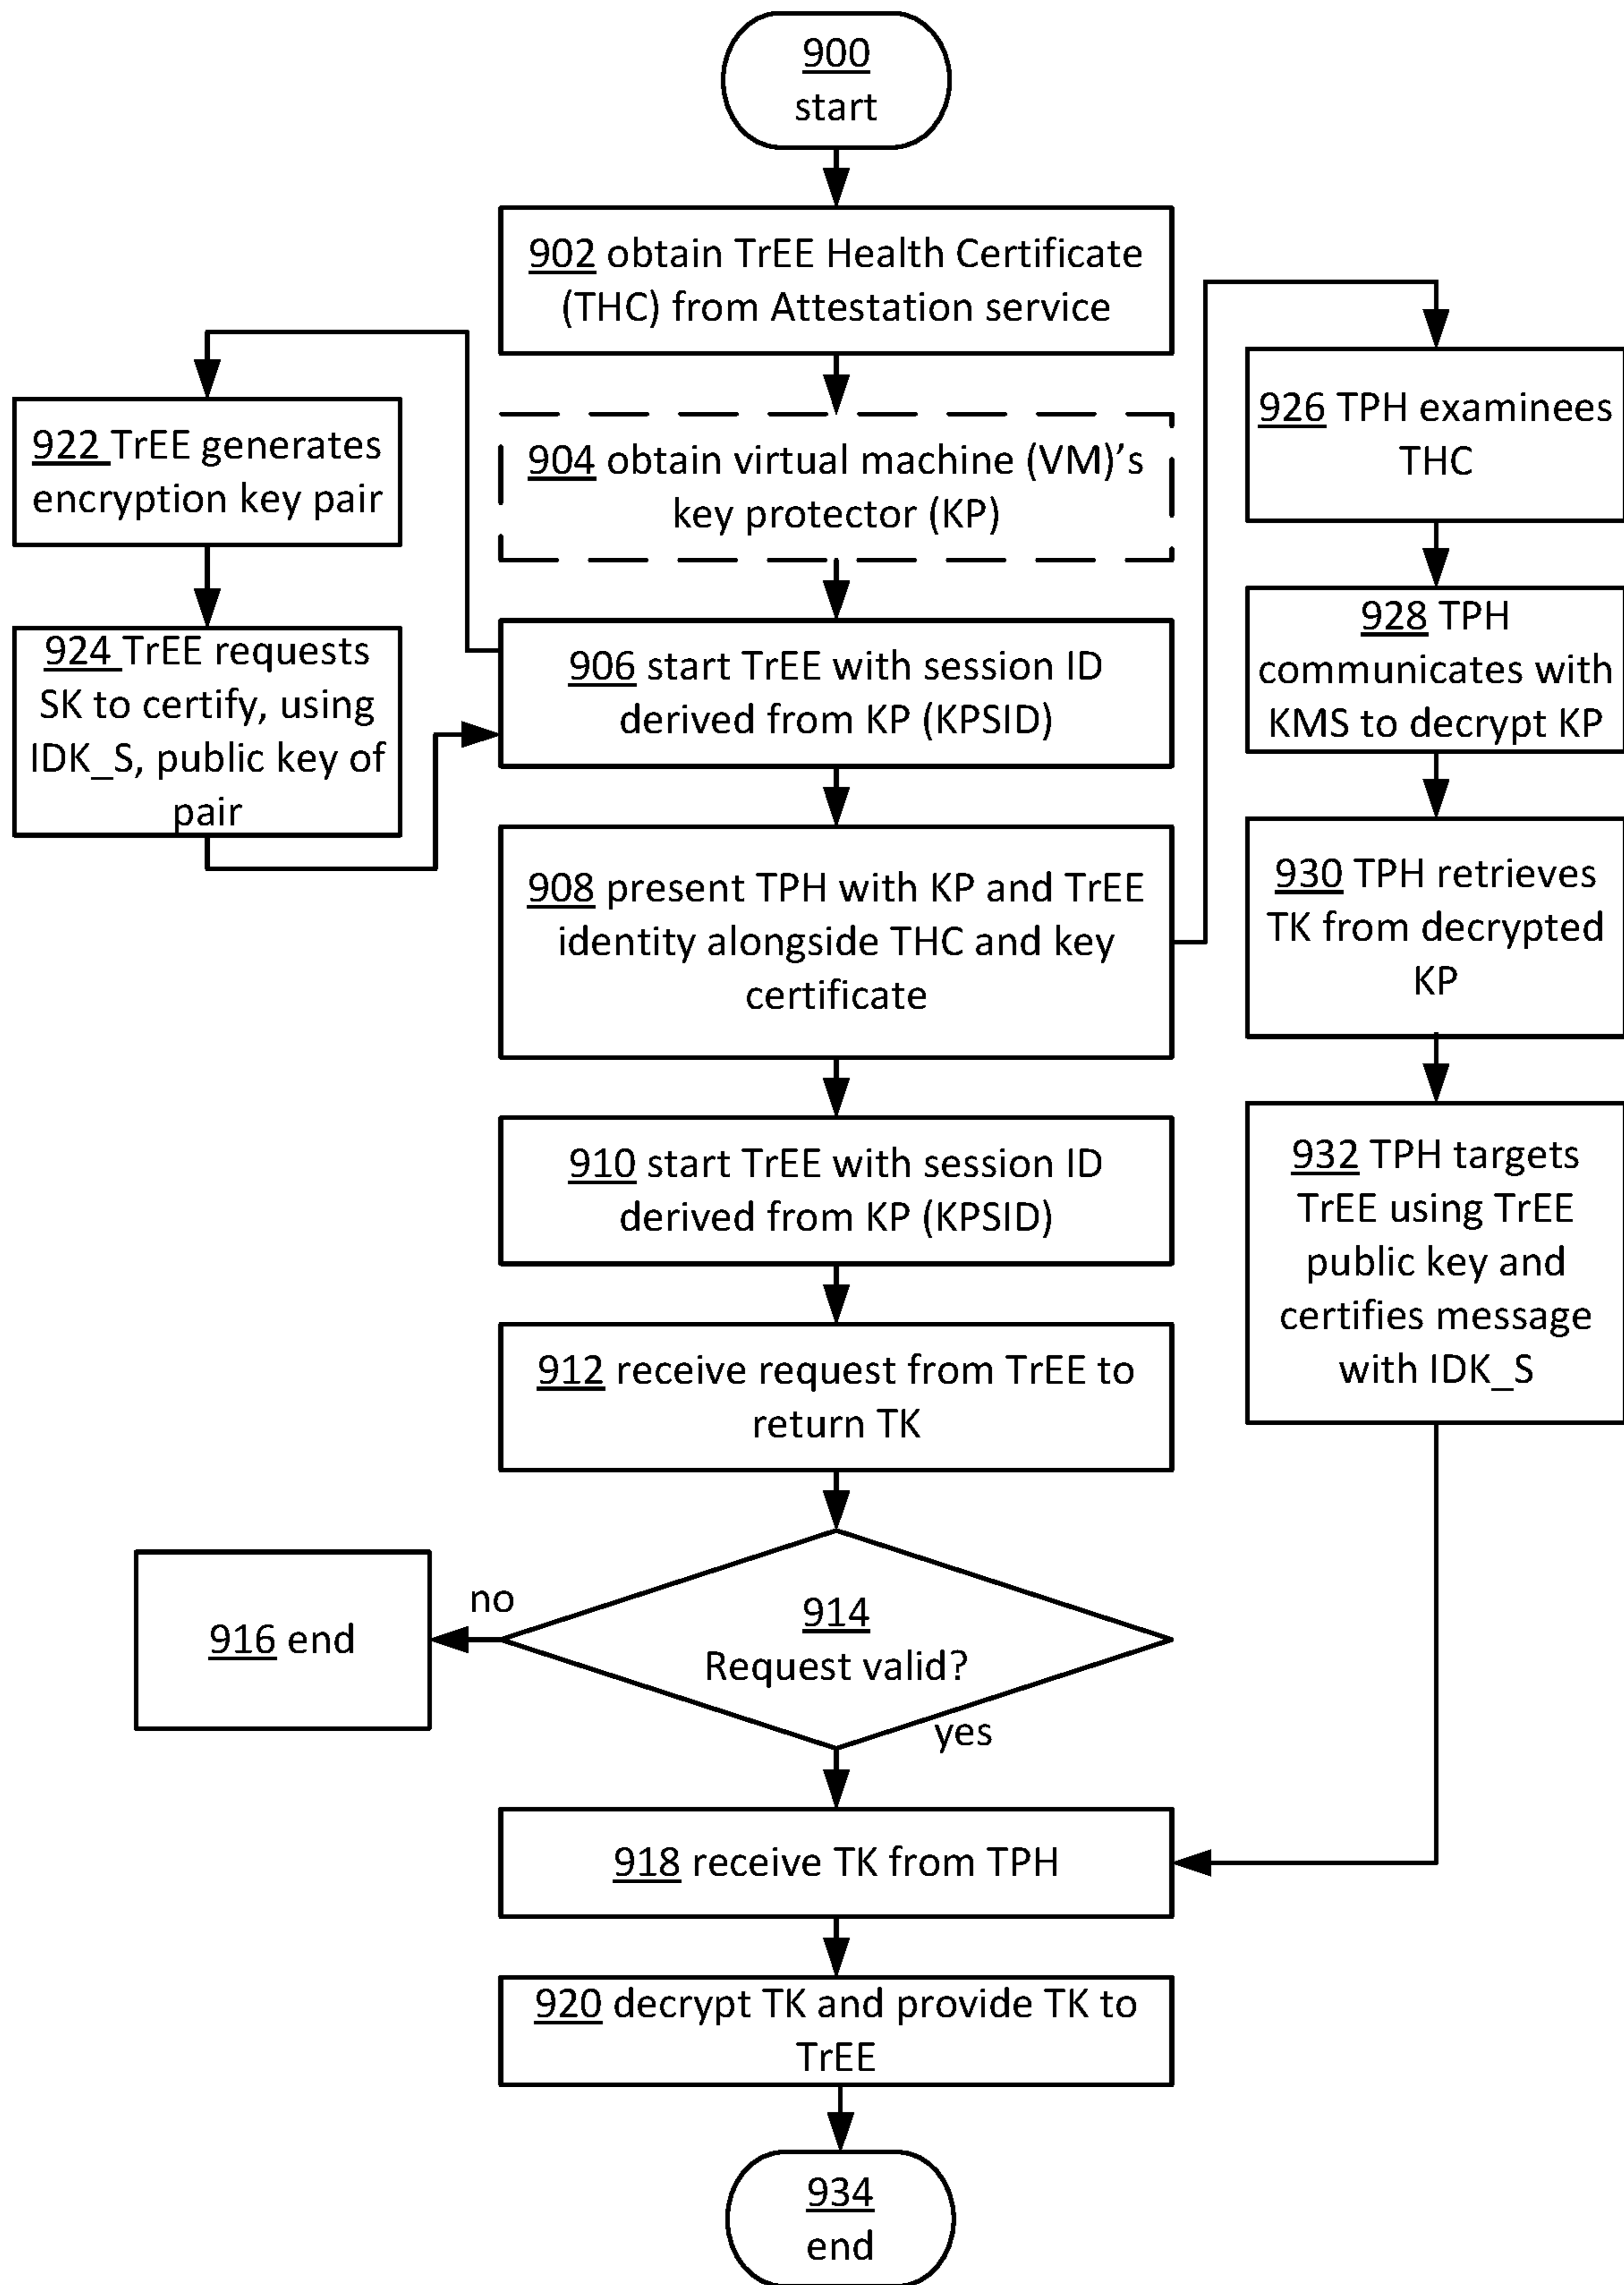 900
start
902 obtain TrEE Health Certificate
(THC) from Attestation service
904 obtain virtual machine (VM)'s
key protector (KP)
906 start TrEE with session ID
derived from KP (KPSID)
922 TrEE generates
encryption key pair
924 TrEE requests
SK to certify, using
IDK_S, public key of
pair
908 present TPH with KP and TrEE
identity alongside THC and key
certificate
926 TPH examinees
THC
928 TPH
communicates with
KMS to decrypt KP
930 TPH retrieves
TK from decrypted
KP
932 TPH targets
TrEE using TrEE
public key and
certifies message
with IDK_S
910 start TrEE with session ID
derived from KP (KPSID)
912 receive request from TrEE to
return TK
914
Request valid?
no
916 end
yes
918 receive TK from TPH
920 decrypt TK and provide TK to
TrEE
934
end